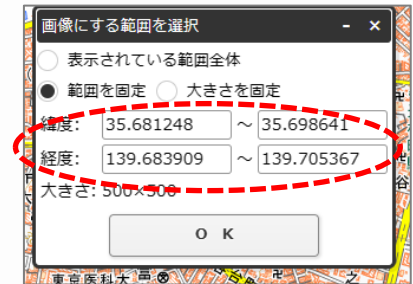 画像にする範囲を選択 - ×
表示されている範囲全体
範囲を固定 大きさを固定
緯度: 35.681248 ～ 35.698641
経度: 139.683909 ～ 139.705367
大きさ: 500×500
O K
東京医科大